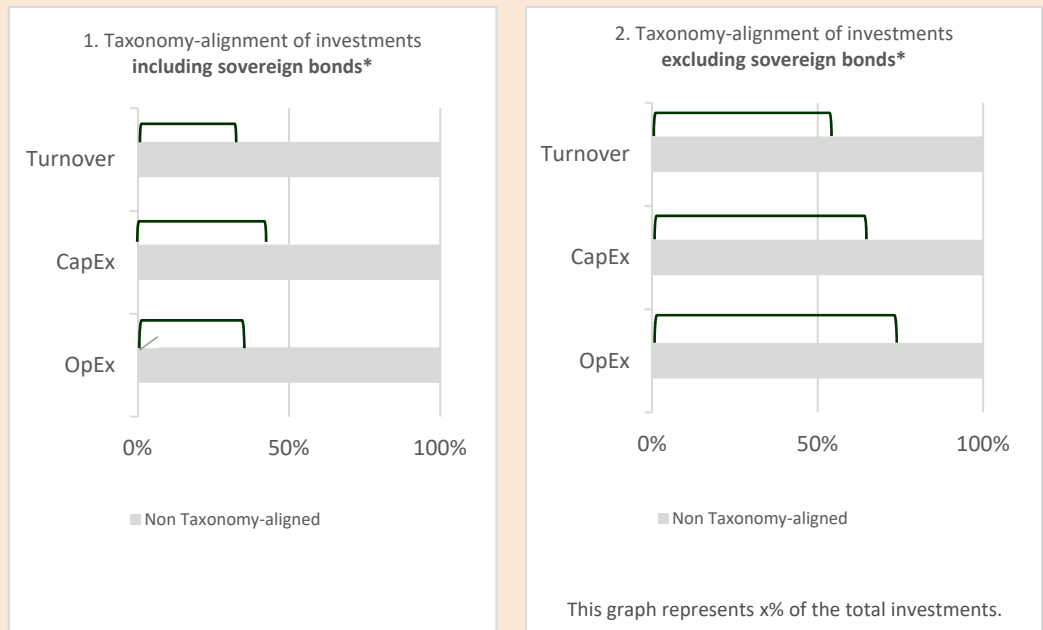 1. Taxonomy-alignment of investments
including sovereign bonds*
Turnover
CapEx
OpEx
0%
50%
100%
Non Taxonomy-aligned
2. Taxonomy-alignment of investments
excluding sovereign bonds*
Turnover
CapEx
OpEx
0%
50%
100%
Non Taxonomy-aligned
This graph represents x% of the total investments.